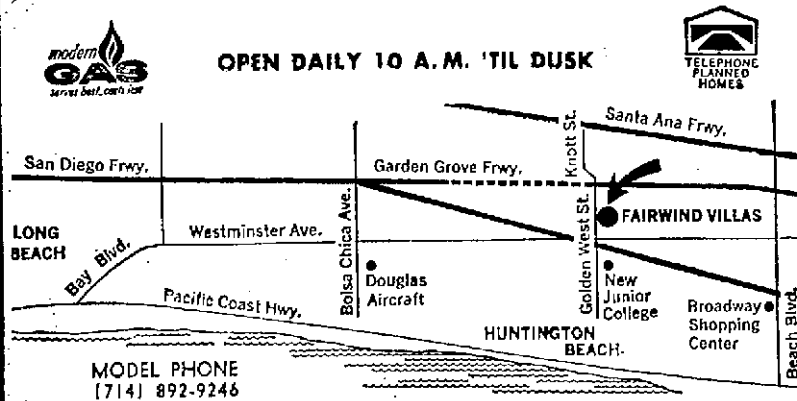 modern
GAS
serves best, costs less
OPEN DAILY 10 A.M. 'TIL DUSK
TELEPHONE
PLANNED
HOMES
Santa Ana Frwy.
Knott St.
San Diego Frwy.
Garden Grove Frwy.
FAIRWIND VILLAS
LONG
BEACH
Westminster Ave.
Bay Blvd.
Bolsa Chica Ave.
Golden West St.
Douglas
Aircraft
New
Junior
College
Pacific Coast Hwy.
Broadway
Shopping
Center
Beach Blvd.
HUNTINGTON
BEACH
MODEL PHONE
(714) 892-9246